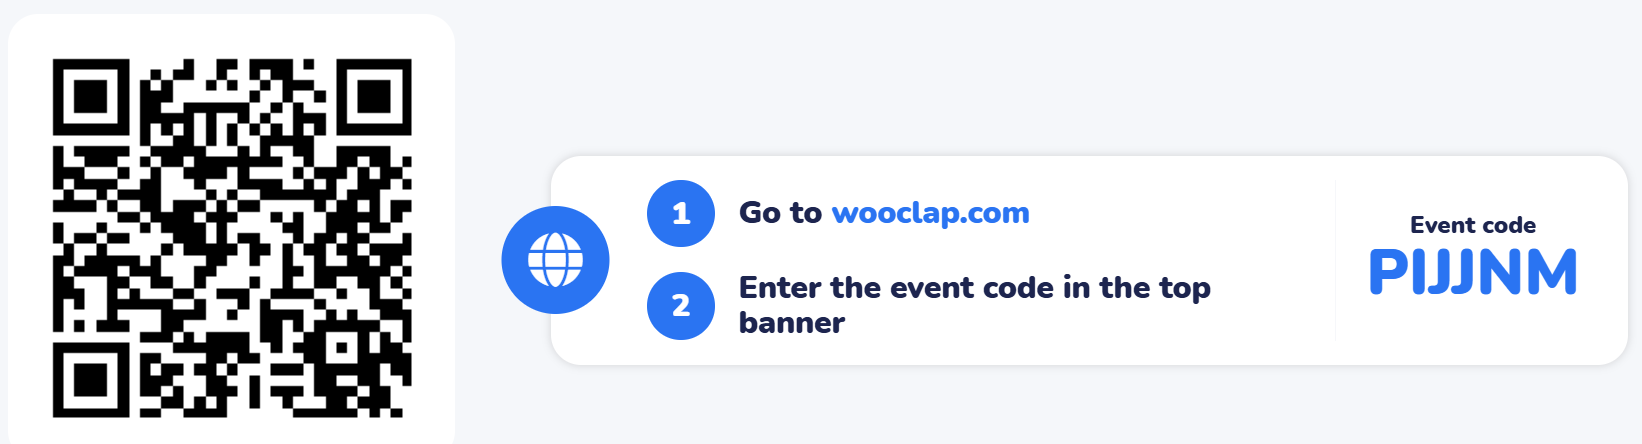 1
Go to wooclap.com
2
Enter the event code in the top
banner
Event code
PIJJNM